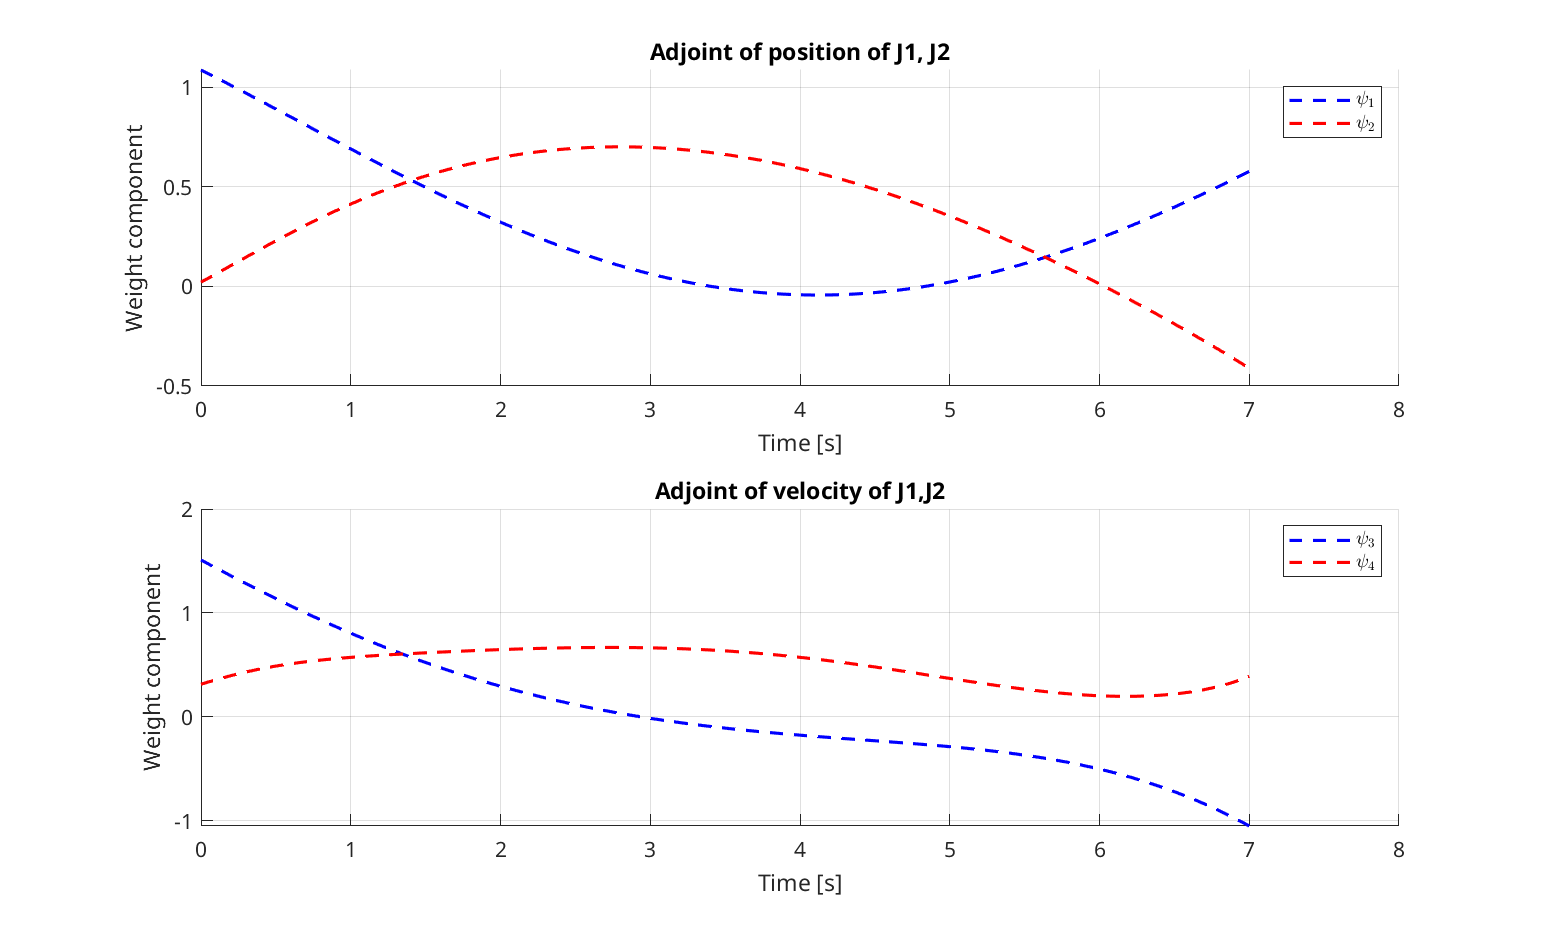 Adjoint of position of J1, J2
1
0.5
0
-0.5
Weight component
ψ1
ψ2
0 1 2 3 4 5 6 7 8
Time [s]
Adjoint of velocity of J1,J2
2
1
0
-1
Weight component
ψ3
ψ4
0 1 2 3 4 5 6 7 8
Time [s]